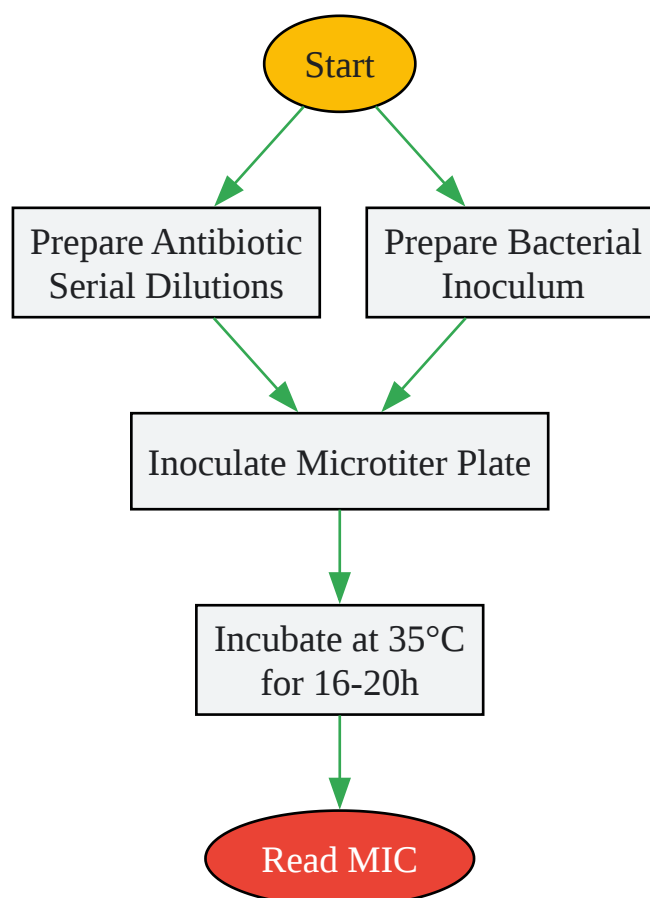 Start
Prepare Antibiotic
Serial Dilutions
Prepare Bacterial
Inoculum
Inoculate Microtiter Plate
Incubate at 35°C
for 16-20h
Read MIC